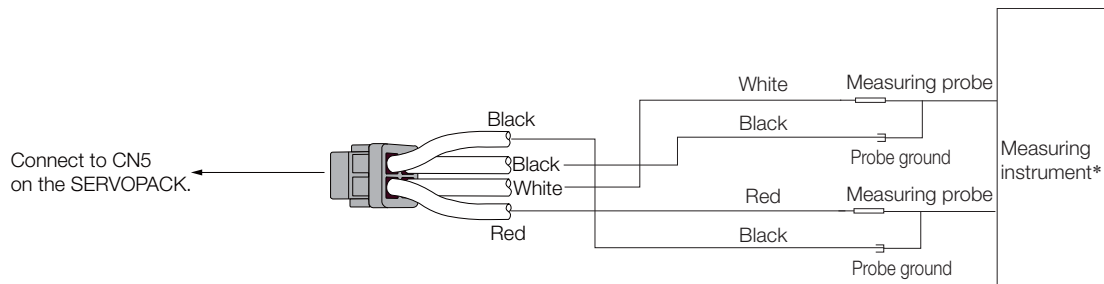 Connect to CN5
on the SERVOPACK.
Black
Black
White
Red
White
Measuring probe
Black
Probe ground
Red
Measuring probe
Black
Probe ground
Measuring
instrument*